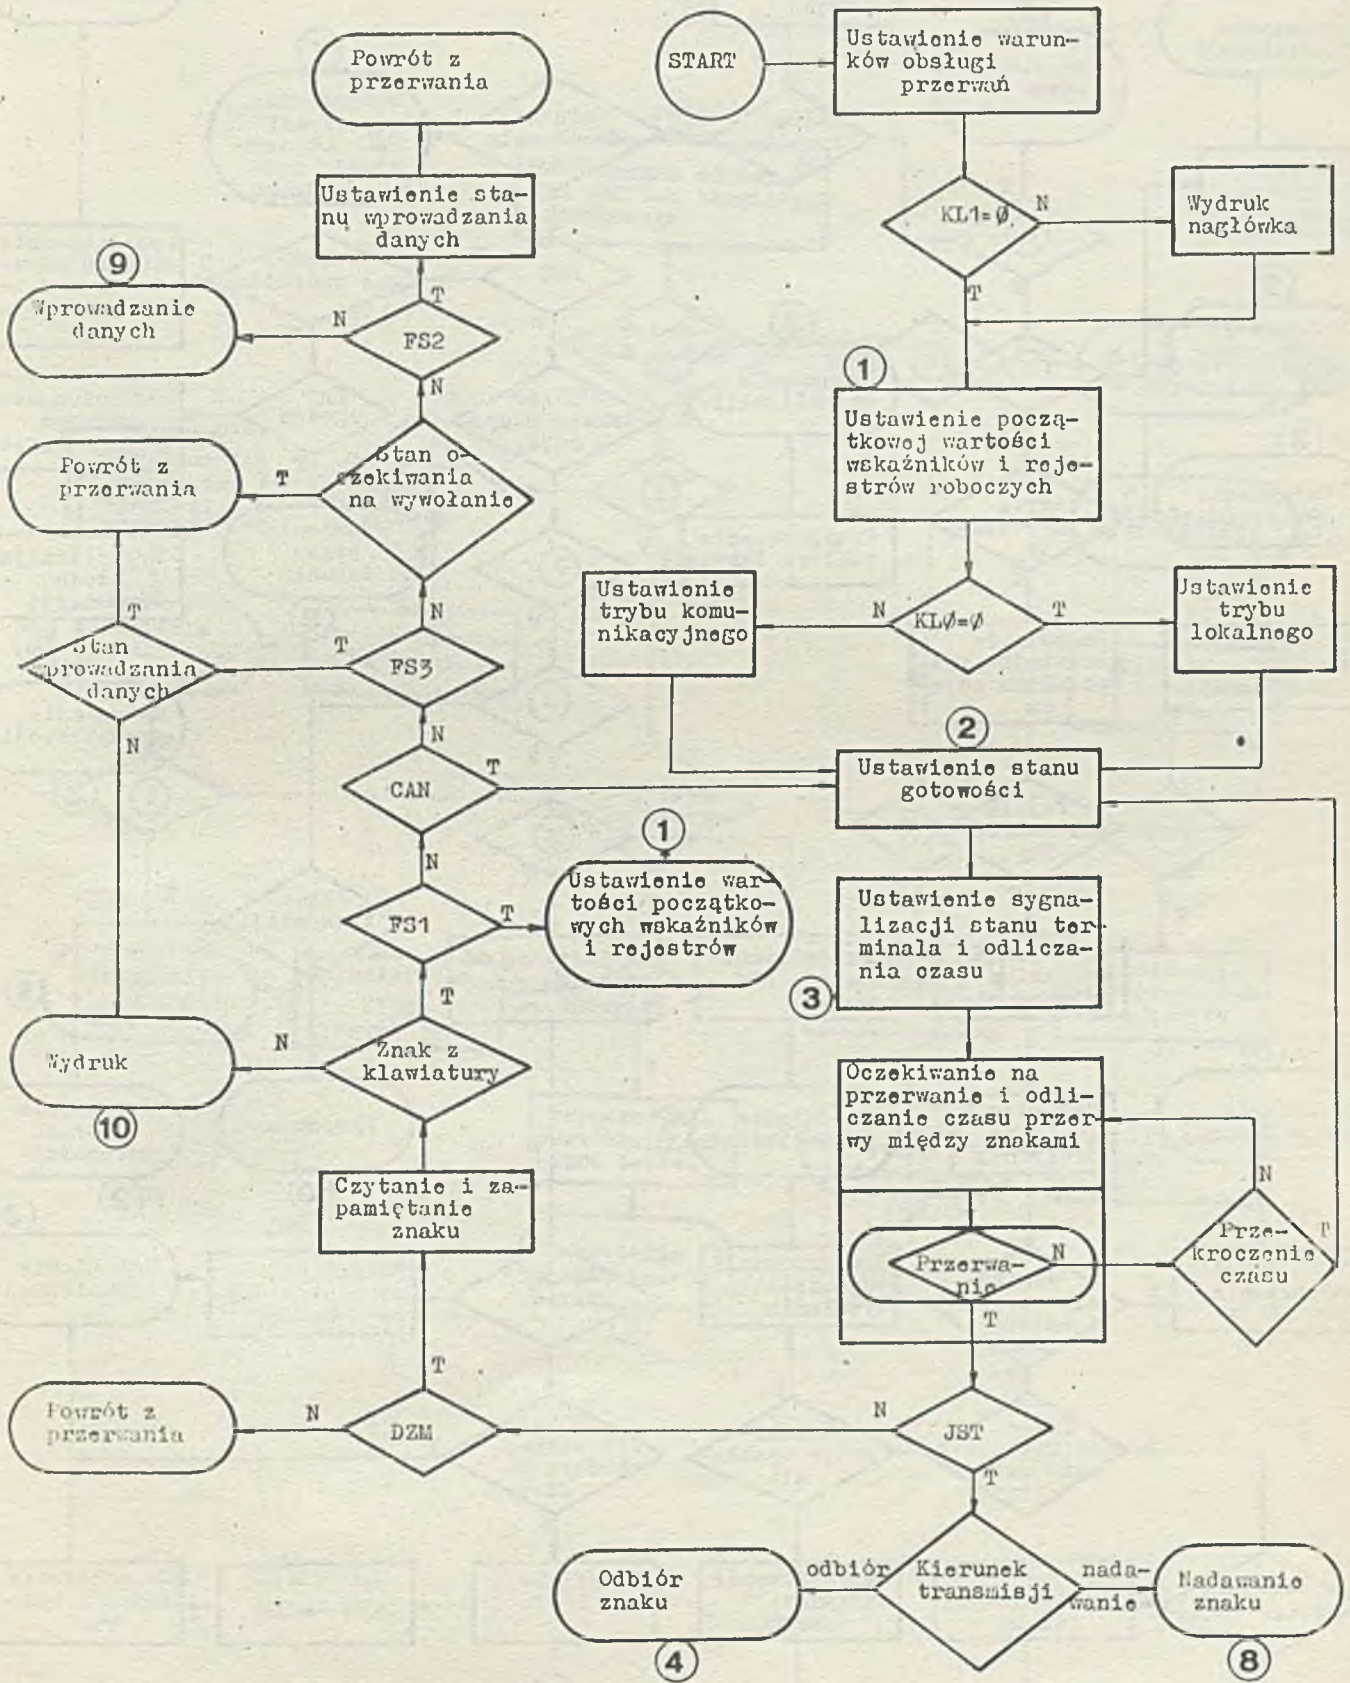 START
Ustawienie warun-
ków obsługi
przerwań
KL1=Ø
N
Wydruk
nagłówka
T
1
Ustawienie począ-
tkowej wartości
wskaźników i reje-
strów roboczych
N
KLØ=Ø
T
Ustawienie
trybu komu-
nikacyjnego
Ustawienie
trybu
lokalnego
2
Ustawienie stanu
gotowości
Ustawienie sygna-
lizacji stanu ter-
minala i odlicza-
nia czasu
3
Oczekiwanie na
przerwanie i odli-
czanie czasu przer-
wy między znakami
Przerwa-
nie
N
T
N
Prze-
kroczenie
czasu
T
N
JST
T
odbiór
Kierunek
transmisji
nada-
wanie
Odbiór
znaku
4
Nadawanie
znaku
8
Powrót z
przerwania
N
DZM
T
Czytanie i za-
pamiętanie
znaku
Znak z
klawiatury
N
Wydruk
10
T
FS1
T
1
Ustawienie war-
tości początko-
wych wskaźników
i rejestrów
N
CAN
T
N
FS3
T
Stan
wprowadzania
danych
T
N
N
Stan o-
czekiwania
na wywołanie
T
Powrót z
przerwania
N
FS2
N
9
Wprowadzanie
danych
T
Ustawienie sta-
nu wprowadzania
danych
Powrót z
przerwania